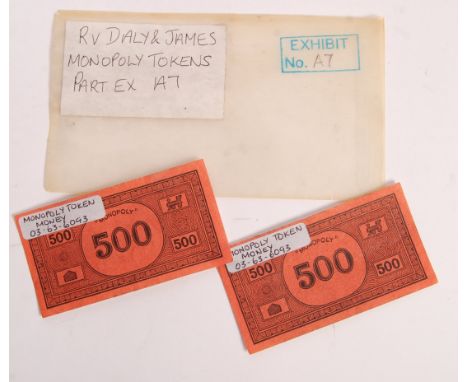 RV DALY & JAMES
MONOPOLY TOKENS
PART EX A7
EXHIBIT
No. A7
MONOPOLY TOKEN
MONEY
03-63-6093
MONOPOLY
500
500
500
MONOPOLY TOKEN
MONEY
03-63-6093
MONOPOLY
500
500
500